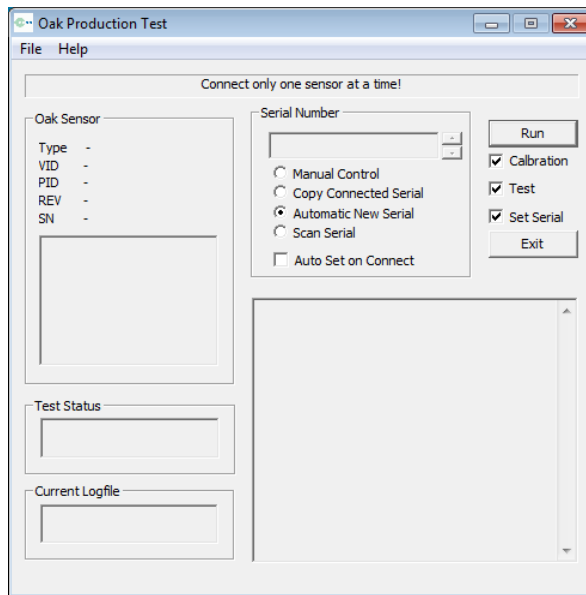 Oak Production Test
File Help
Connect only one sensor at a time!
Oak Sensor
Type -
VID -
PID -
REV -
SN -
Serial Number
Manual Control
Copy Connected Serial
Automatic New Serial
Scan Serial
Auto Set on Connect
Run
Calbration
Test
Set Serial
Exit
Test Status
Current Logfile